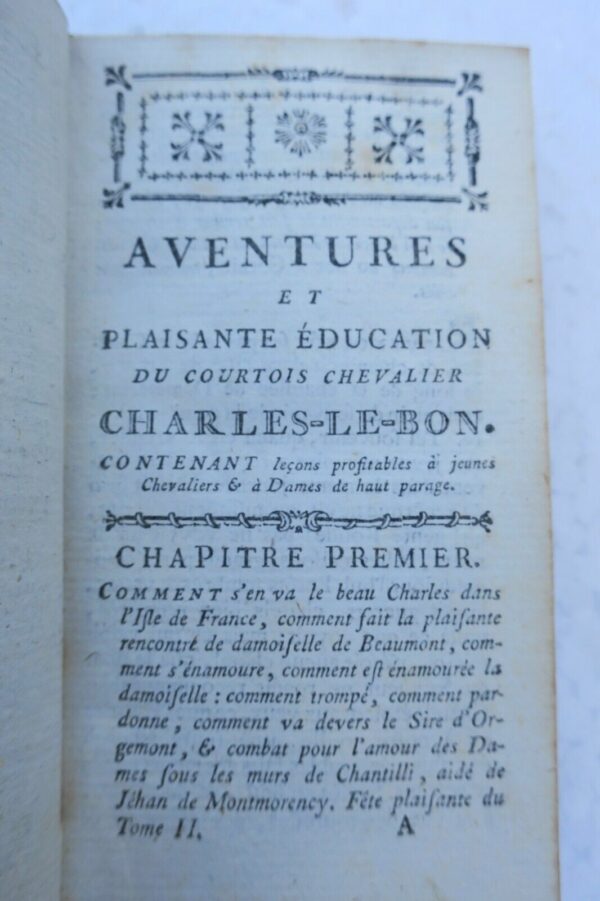 AVENTURES
ET
PLAISANTE ÉDUCATION
DU COURTOIS CHEVALIER
CHARLES-LE-BON.
CONTENANT leçons profitables à jeunes
Chevaliers & à Dames de haut parage.
CHAPITRE PREMIER.
COMMENT s'en va le beau Charles dans
l'Iſle de France, comment fait la plaiſante
rencontre de damoiſelle de Beaumont, com-
ment s'énamoure, comment eſt énamourée la
damoiſelle : comment trompé, comment par-
donne, comment va devers le Sire d'Or-
gemont, & combat pour l'amour des Da-
mes ſous les murs de Chantilli, aidé de
Jéhan de Montmorency. Fête plaiſante du
Tome II. A